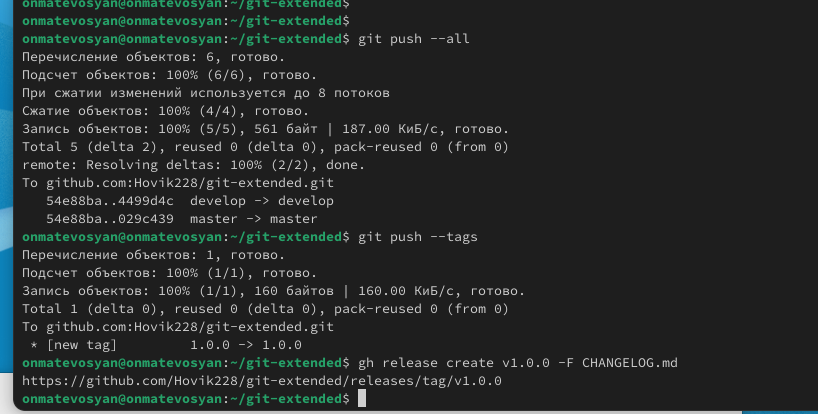 onmatevosyan@onmatevosyan:~/git-extended$
onmatevosyan@onmatevosyan:~/git-extended$
onmatevosyan@onmatevosyan:~/git-extended$ git push --all
Перечисление объектов: 6, готово.
Подсчет объектов: 100% (6/6), готово.
При сжатии изменений используется до 8 потоков
Сжатие объектов: 100% (4/4), готово.
Запись объектов: 100% (5/5), 561 байт | 187.00 КиБ/с, готово.
Total 5 (delta 2), reused 0 (delta 0), pack-reused 0 (from 0)
remote: Resolving deltas: 100% (2/2), done.
To github.com:Hovik228/git-extended.git
   54e88ba..4499d4c  develop -> develop
   54e88ba..029c439  master -> master
onmatevosyan@onmatevosyan:~/git-extended$ git push --tags
Перечисление объектов: 1, готово.
Подсчет объектов: 100% (1/1), готово.
Запись объектов: 100% (1/1), 160 байтов | 160.00 КиБ/с, готово.
Total 1 (delta 0), reused 0 (delta 0), pack-reused 0 (from 0)
To github.com:Hovik228/git-extended.git
 * [new tag]         1.0.0 -> 1.0.0
onmatevosyan@onmatevosyan:~/git-extended$ gh release create v1.0.0 -F CHANGELOG.md
https://github.com/Hovik228/git-extended/releases/tag/v1.0.0
onmatevosyan@onmatevosyan:~/git-extended$